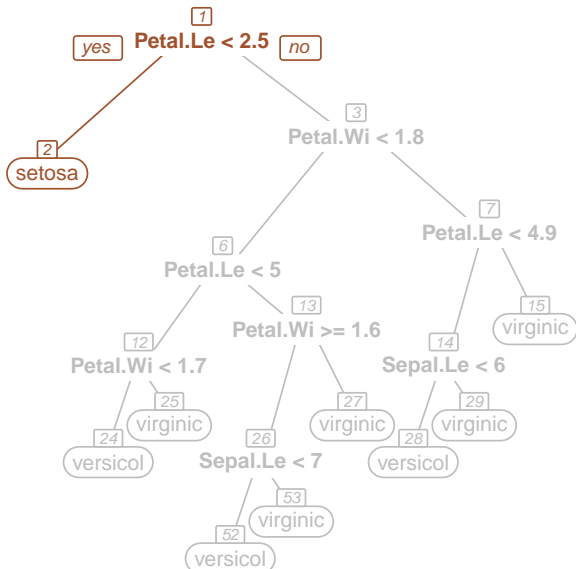 1
yes Petal.Le < 2.5 no
3
Petal.Wi < 1.8
2
setosa
7
Petal.Le < 4.9
6
Petal.Le < 5
13
Petal.Wi >= 1.6
15
virginic
12
Petal.Wi < 1.7
14
Sepal.Le < 6
25
virginic
27
virginic
29
virginic
24
versicol
26
Sepal.Le < 7
28
versicol
53
virginic
52
versicol